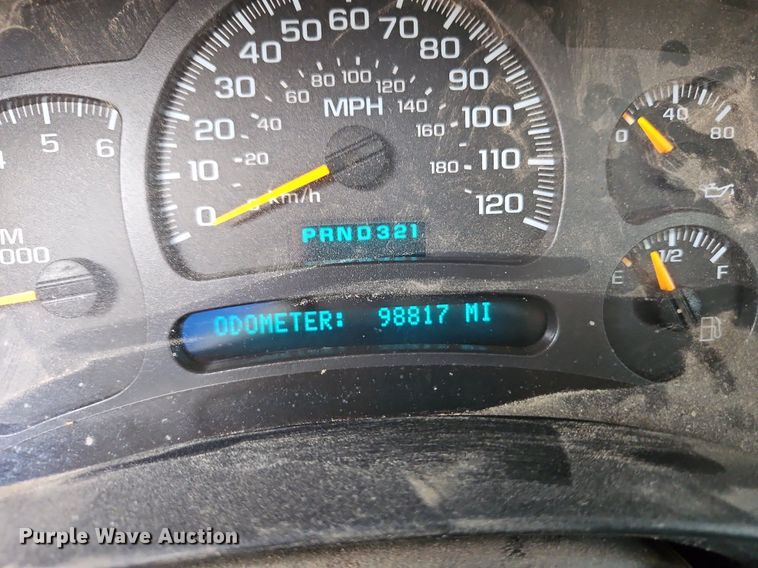 40 50 60 70 80
30 90
20 100
10 110
0 120
20 40 60 80 100 120 140 160 180
MPH
km/h
PRND321
4 5 6
000
0 40 80
E 1/2 F
ODOMETER: 98817 MI
Purple Wave Auction®